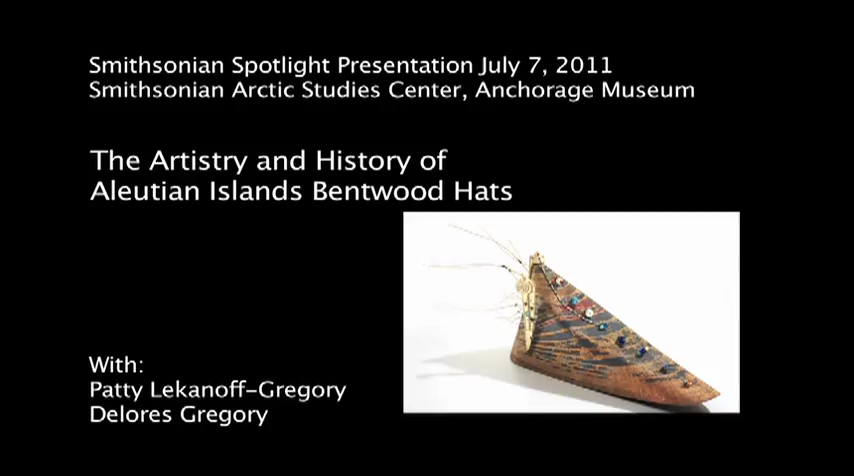 Smithsonian Spotlight Presentation July 7, 2011
Smithsonian Arctic Studies Center, Anchorage Museum
The Artistry and History of
Aleutian Islands Bentwood Hats
With:
Patty Lekanoff-Gregory
Delores Gregory